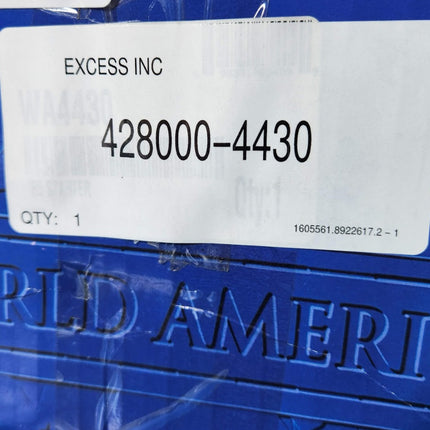 EXCESS INC
WA4430
428000-4430
Qty:1
QTY: 1
1605561.8922617.2 - 1
RLD AMERI